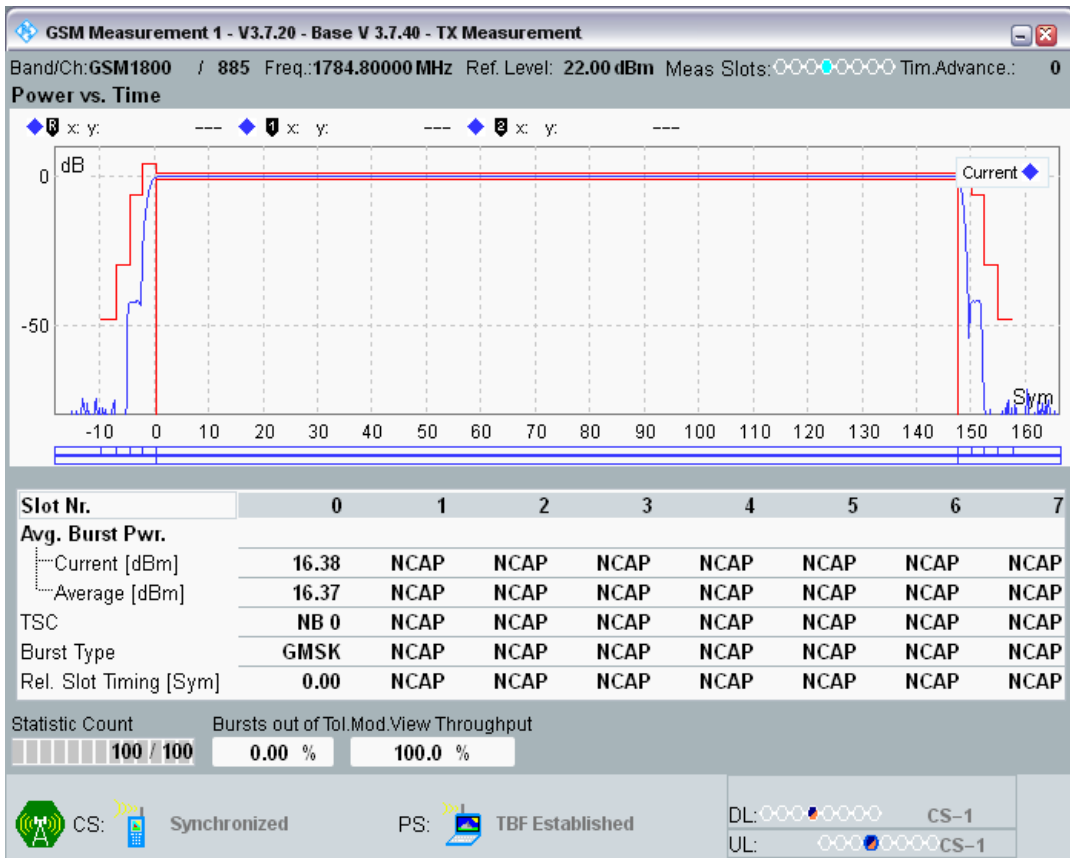 GSM Measurement 1 - V3.7.20 - Base V 3.7.40 - TX Measurement
Band/Ch:GSM1800 / 885 Freq.:1784.80000 MHz Ref. Level: 22.00 dBm Meas Slots: Tim.Advance.: 0
Power vs. Time
R x: y: --- 1 x: y: --- 2 x: y: ---
dB
Current
0
-50
Sym
-10 0 10 20 30 40 50 60 70 80 90 100 110 120 130 140 150 160
Slot Nr. 0 1 2 3 4 5 6 7
Avg. Burst Pwr.
Current [dBm] 16.38 NCAP NCAP NCAP NCAP NCAP NCAP NCAP
Average [dBm] 16.37 NCAP NCAP NCAP NCAP NCAP NCAP NCAP
TSC NB 0 NCAP NCAP NCAP NCAP NCAP NCAP NCAP
Burst Type GMSK NCAP NCAP NCAP NCAP NCAP NCAP NCAP
Rel. Slot Timing [Sym] 0.00 NCAP NCAP NCAP NCAP NCAP NCAP NCAP
Statistic Count Bursts out of Tol.Mod.View Throughput
100 / 100 0.00 % 100.0 %
CS: Synchronized PS: TBF Established
DL: CS-1
UL: CS-1